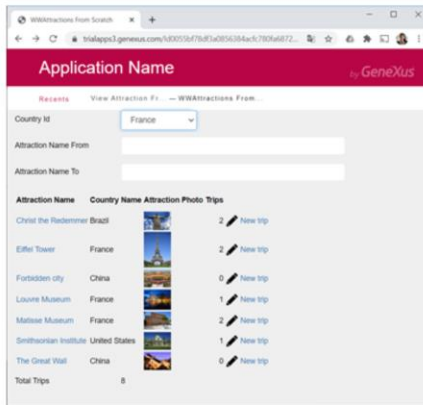 WWAttractions From Scratch
trialapps3.genexus.com/
Application Name
by GeneXus
Recents View Attraction Fr... — WWAttractions From...
Country Id France
Attraction Name From
Attraction Name To
Attraction Name Country Name Attraction Photo Trips
Christ the Redemmer Brazil 2 New trip
Eiffel Tower France 2 New trip
Forbidden city China 0 New trip
Louvre Museum France 1 New trip
Matisse Museum France 2 New trip
Smithsonian Institute United States 1 New trip
The Great Wall China 0 New trip
Total Trips 8